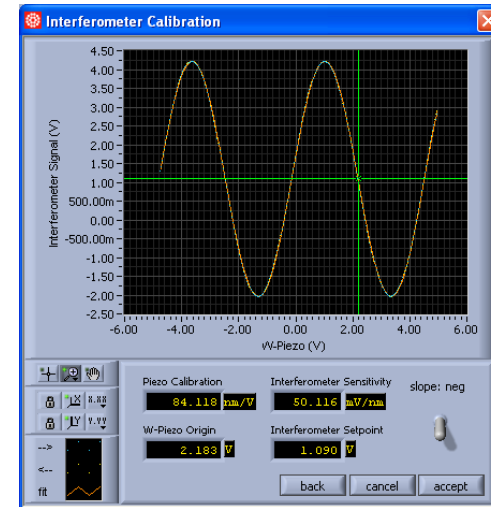 Interferometer Calibration
Interferometer Signal (V)
4.50
4.00
3.50
3.00
2.50
2.00
1.50
1.00
500.00m
0.00
-500.00m
-1.00
-1.50
-2.00
-2.50
-6.00 -4.00 -2.00 0.00 2.00 4.00 6.00
W-Piezo (V)
Piezo Calibration
84.118 nm/V
Interferometer Sensitivity
50.116 mV/nm
slope: neg
W-Piezo Origin
2.183 V
Interferometer Setpoint
1.090 V
X X.XX
Y Y.YY
-->
<--
fit
back cancel accept